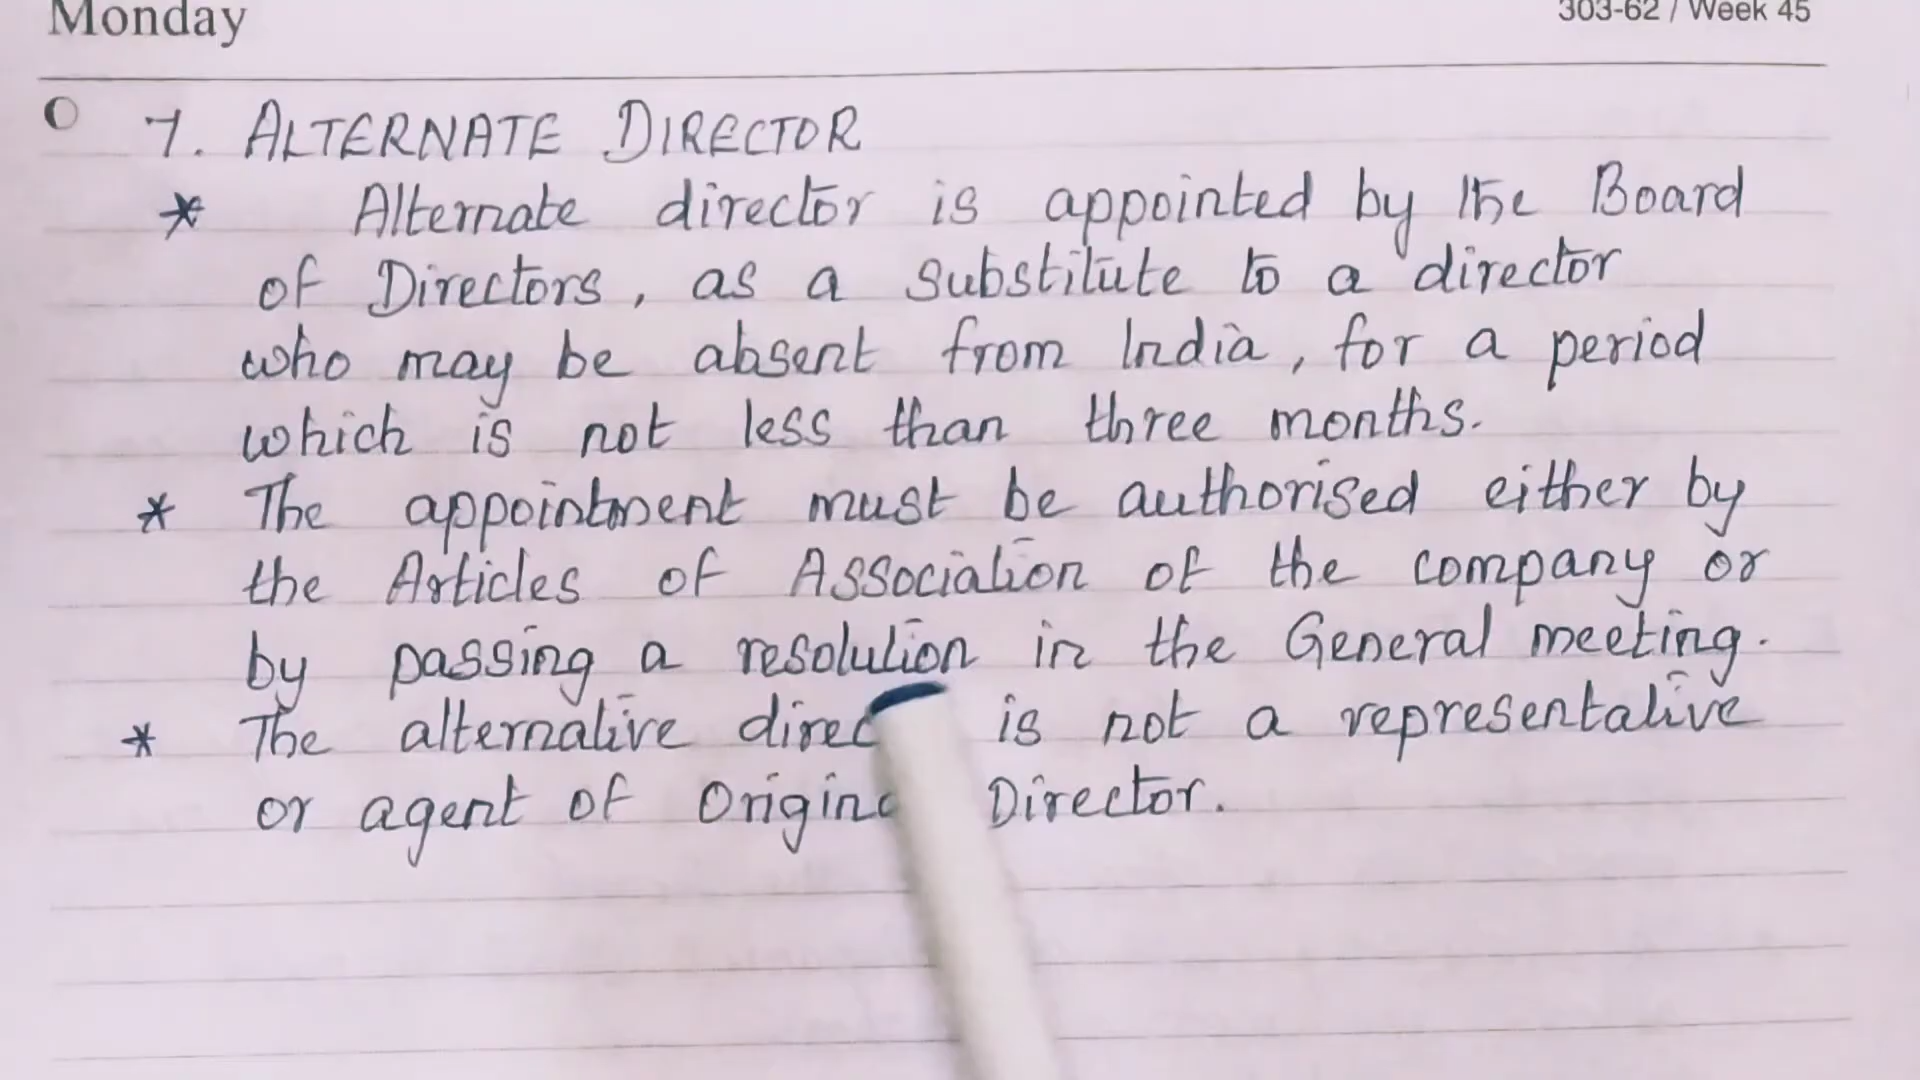 Monday
303-62 / Week 45
7. ALTERNATE DIRECTOR
* Alternate director is appointed by the Board
of Directors, as a substitute to a director
who may be absent from India, for a period
which is not less than three months.
* The appointment must be authorised either by
the Articles of Association of the company or
by passing a resolution in the General meeting.
* The alternative direc is not a representative
or agent of Origina Director.